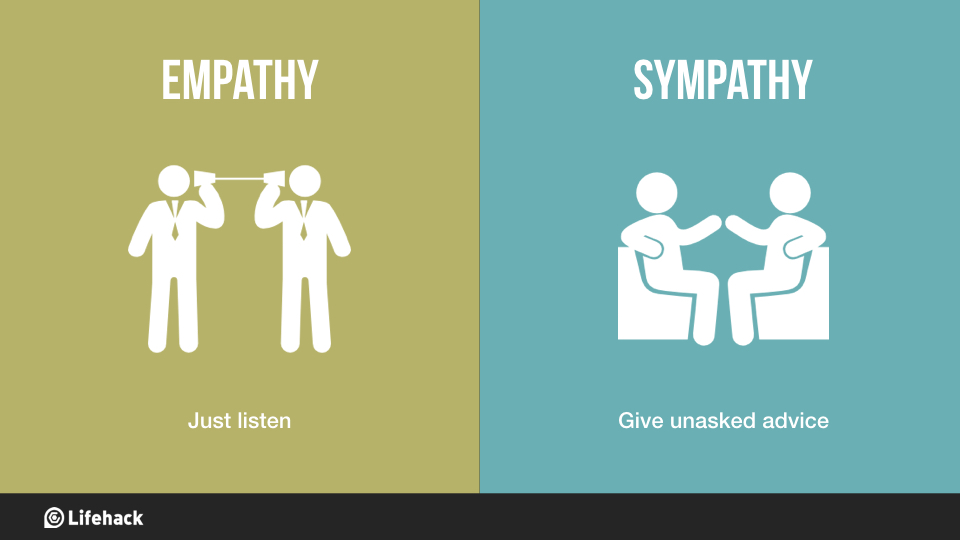 EMPATHY
SYMPATHY
Just listen
Give unasked advice
Lifehack